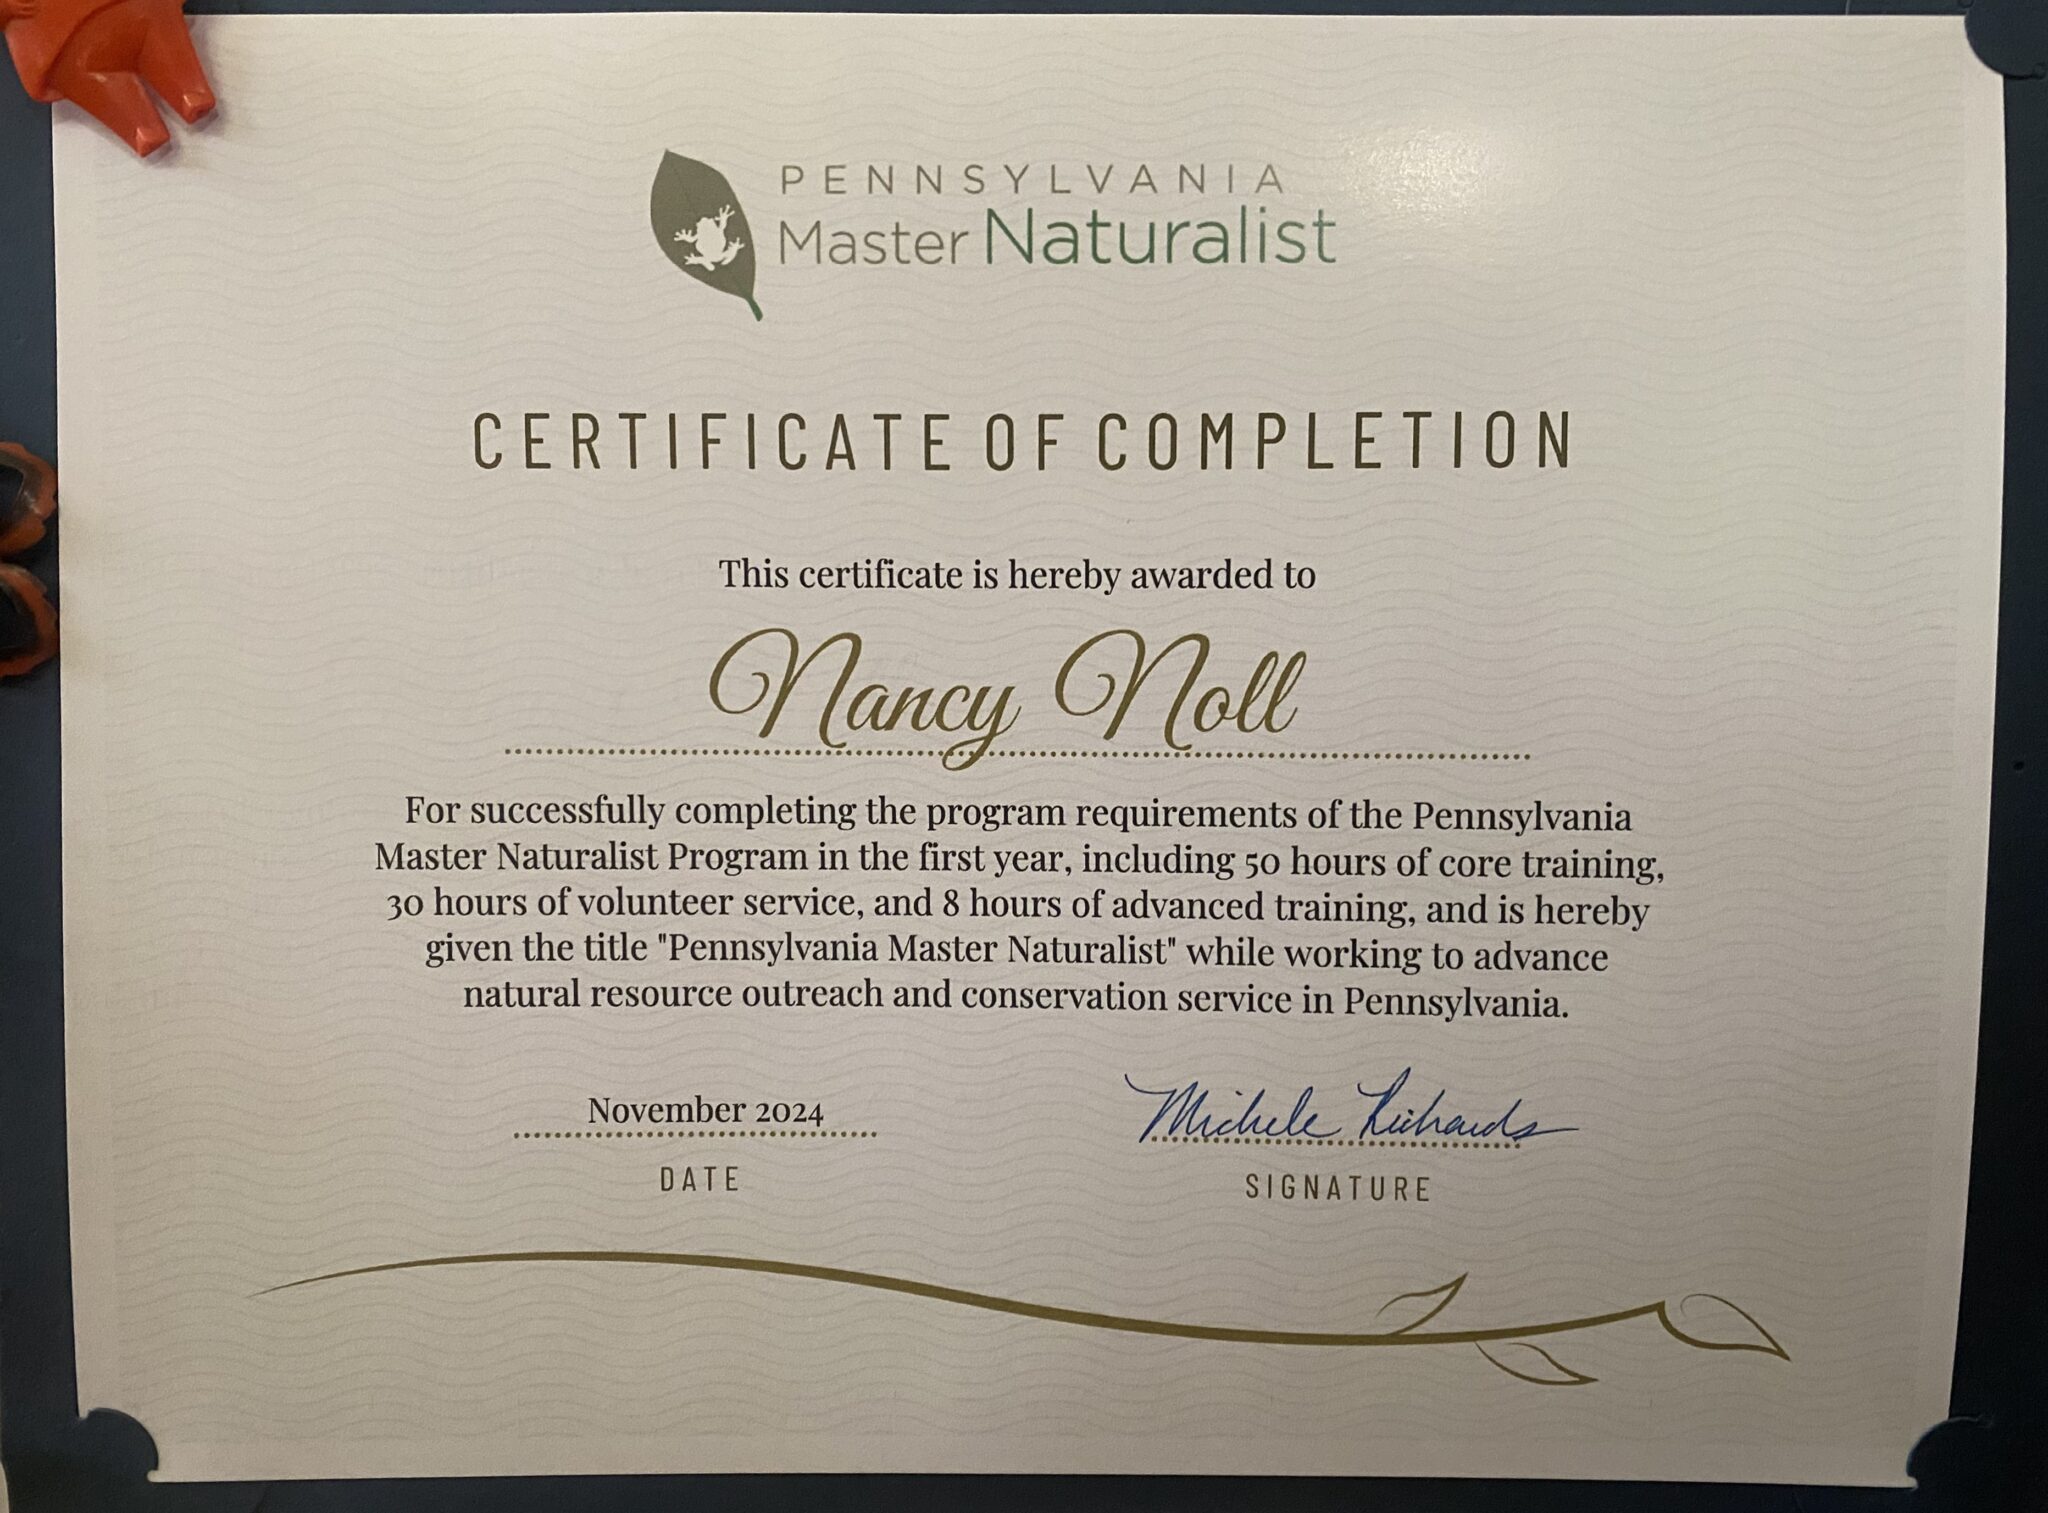 PENNSYLVANIA
Master Naturalist
CERTIFICATE OF COMPLETION
This certificate is hereby awarded to
Nancy Noll
For successfully completing the program requirements of the Pennsylvania
Master Naturalist Program in the first year, including 50 hours of core training,
30 hours of volunteer service, and 8 hours of advanced training, and is hereby
given the title "Pennsylvania Master Naturalist" while working to advance
natural resource outreach and conservation service in Pennsylvania.
November 2024
DATE
Michele Richards
SIGNATURE